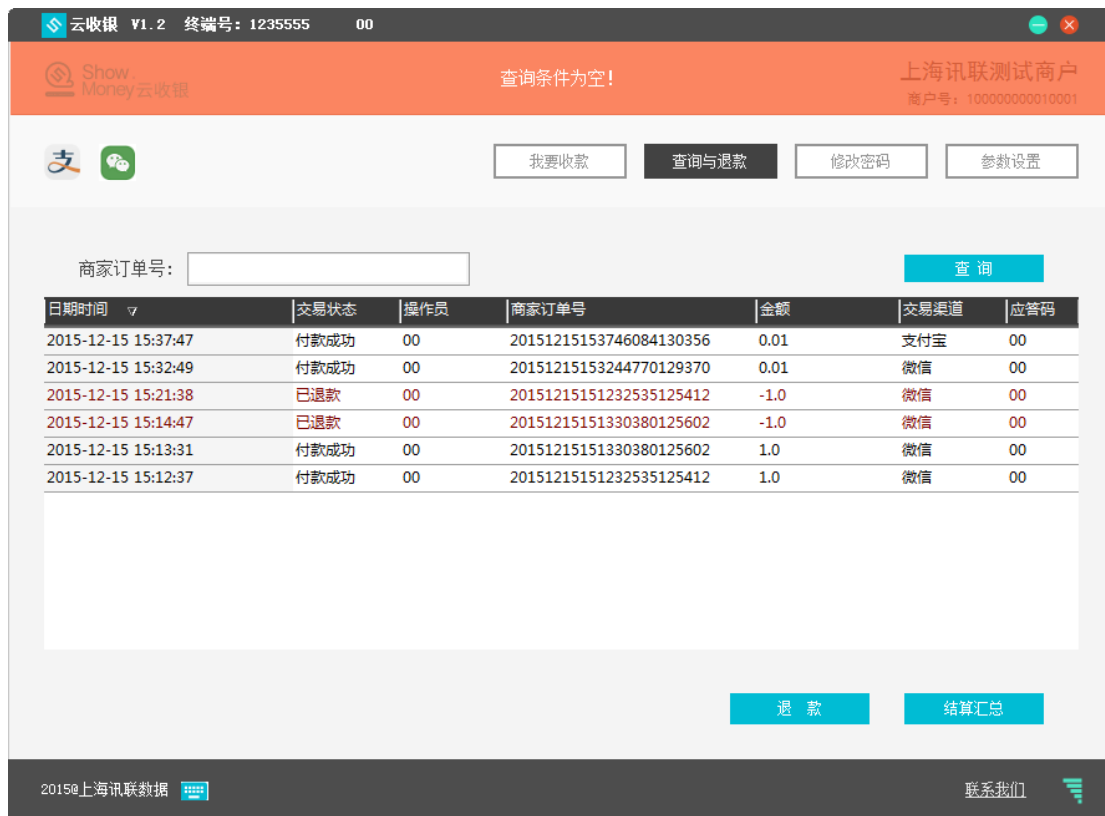 云收银 V1.2 终端号: 1235555 00
Show
Money云收银
查询条件为空!
上海讯联测试商户
商户号: 100000000010001
支
我要收款 查询与退款 修改密码 参数设置
商家订单号: 查 询
日期时间 交易状态 操作员 商家订单号 金额 交易渠道 应答码
2015-12-15 15:37:47 付款成功 00 20151215153746084130356 0.01 支付宝 00
2015-12-15 15:32:49 付款成功 00 20151215153244770129370 0.01 微信 00
2015-12-15 15:21:38 已退款 00 20151215151232535125412 -1.0 微信 00
2015-12-15 15:14:47 已退款 00 20151215151330380125602 -1.0 微信 00
2015-12-15 15:13:31 付款成功 00 20151215151330380125602 1.0 微信 00
2015-12-15 15:12:37 付款成功 00 20151215151232535125412 1.0 微信 00
退 款 结算汇总
2015@上海讯联数据 联系我们